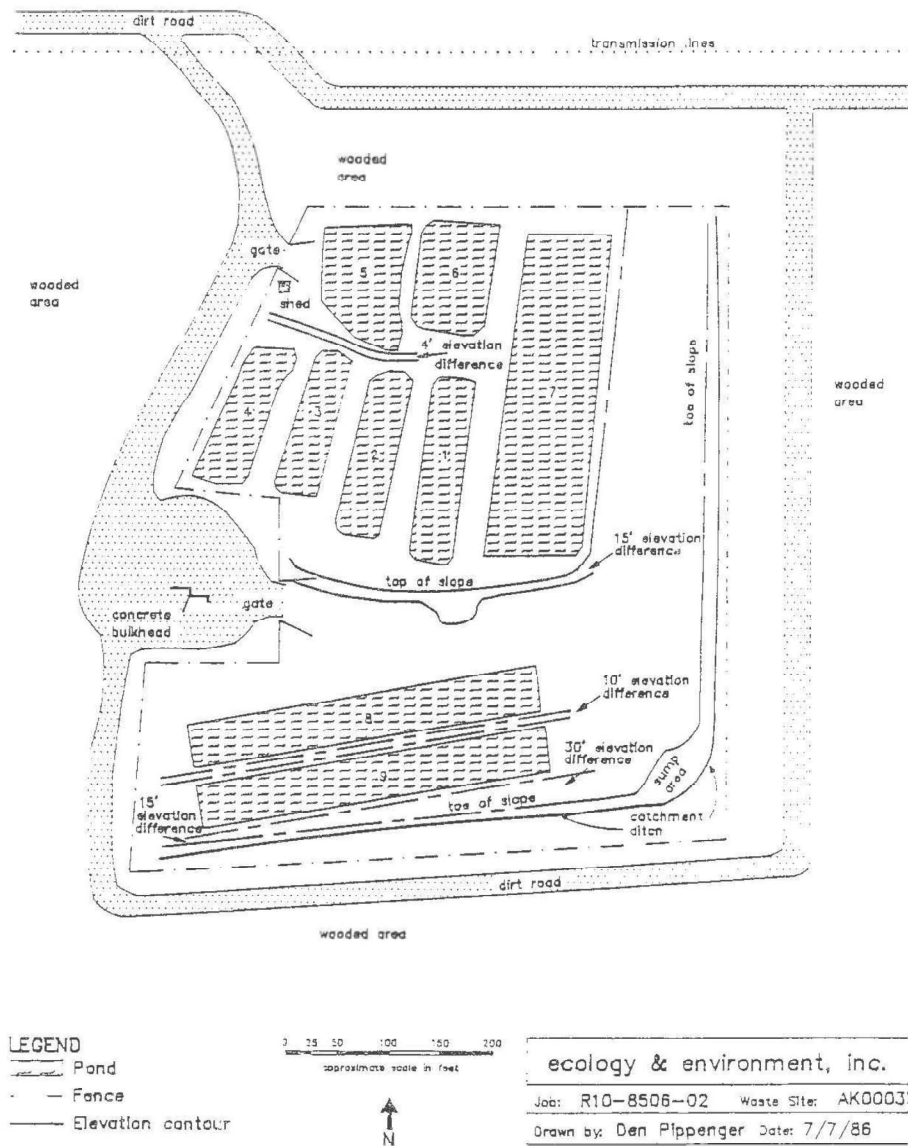 dirt road
transmission lines
wooded
area
gate
5
6
wooded
area
shed
4' elevation
difference
toe of slope
wooded
area
7
4
3
2
1
15' elevation
difference
top of slope
gate
concrete
bulkhead
10' elevation
difference
8
30' elevation
difference
9
sump
area
15'
elevation
difference
toe of slope
catchment
ditch
dirt road
wooded area
LEGEND
Pond
Fence
Elevation contour
0 25 50 100 150 200
approximate scale in feet
N
ecology & environment, inc.
Job: R10-8506-02 Waste Site:
Drawn by: Den Pippenger Date: 7/7/86